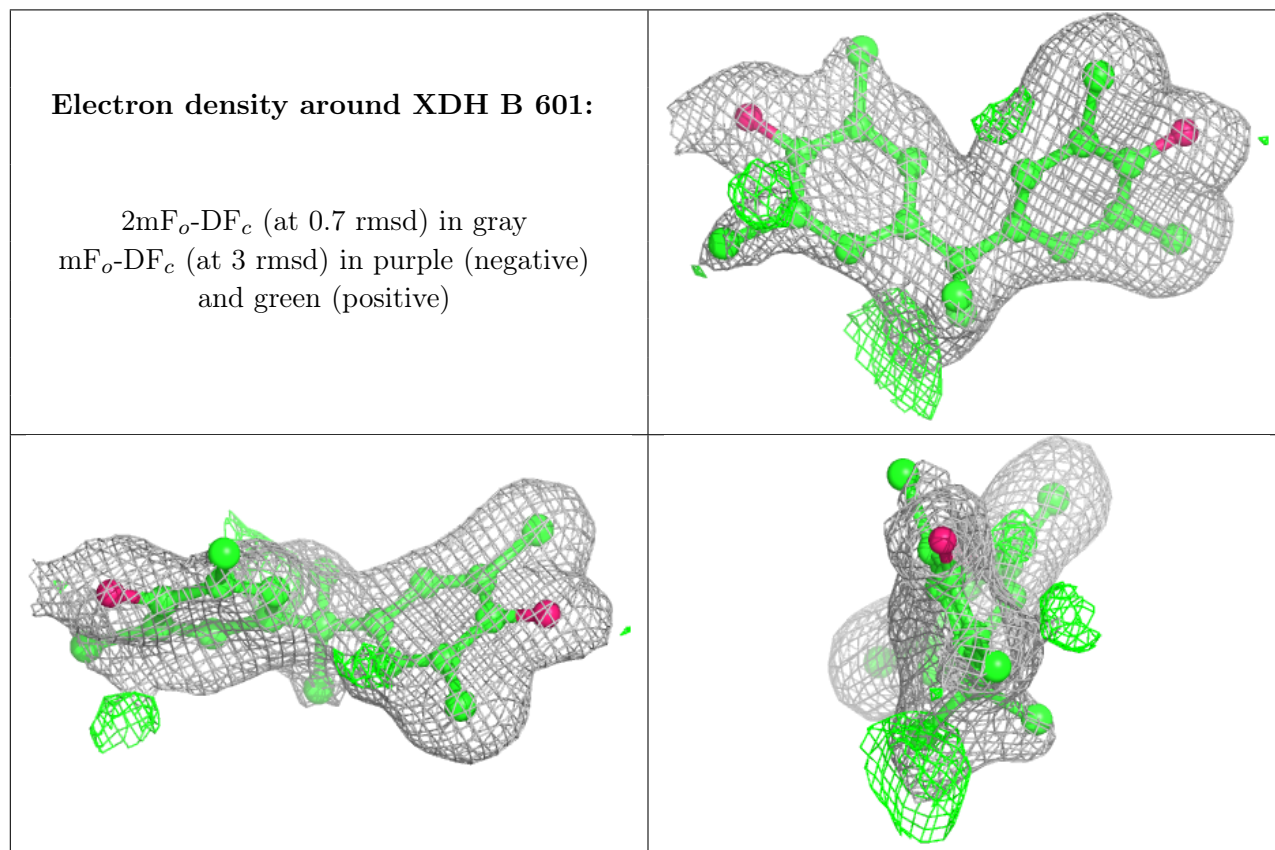 Electron density around XDH B 601:
2mFo-DFc (at 0.7 rmsd) in gray
mFo-DFc (at 3 rmsd) in purple (negative)
and green (positive)